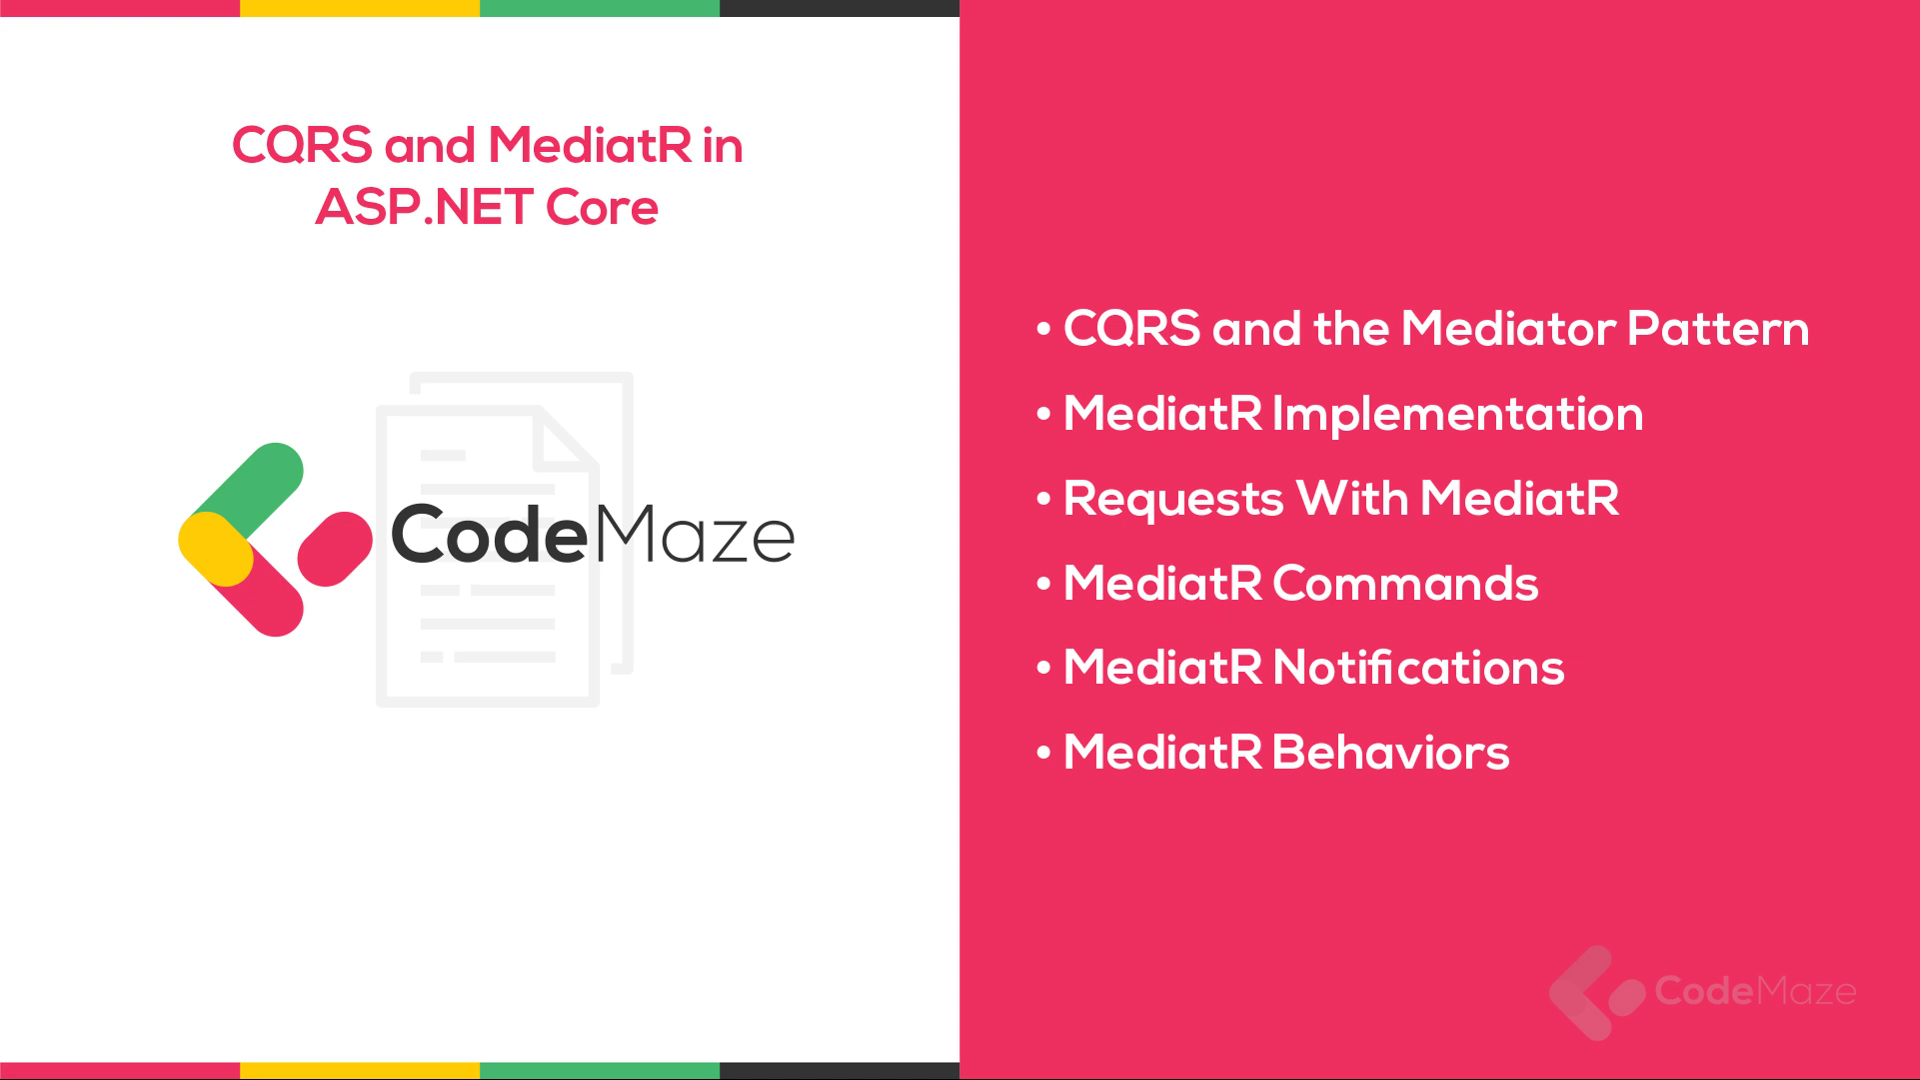 CQRS and MediatR in
ASP.NET Core
CodeMaze
• CQRS and the Mediator Pattern
• MediatR Implementation
• Requests With MediatR
• MediatR Commands
• MediatR Notifications
• MediatR Behaviors
CodeMaze